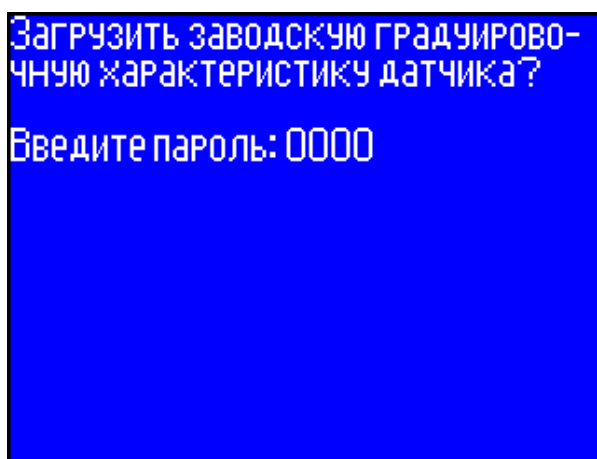 Загрузить заводскую градуирово-
чную характеристику датчика?
Введите пароль: 0000